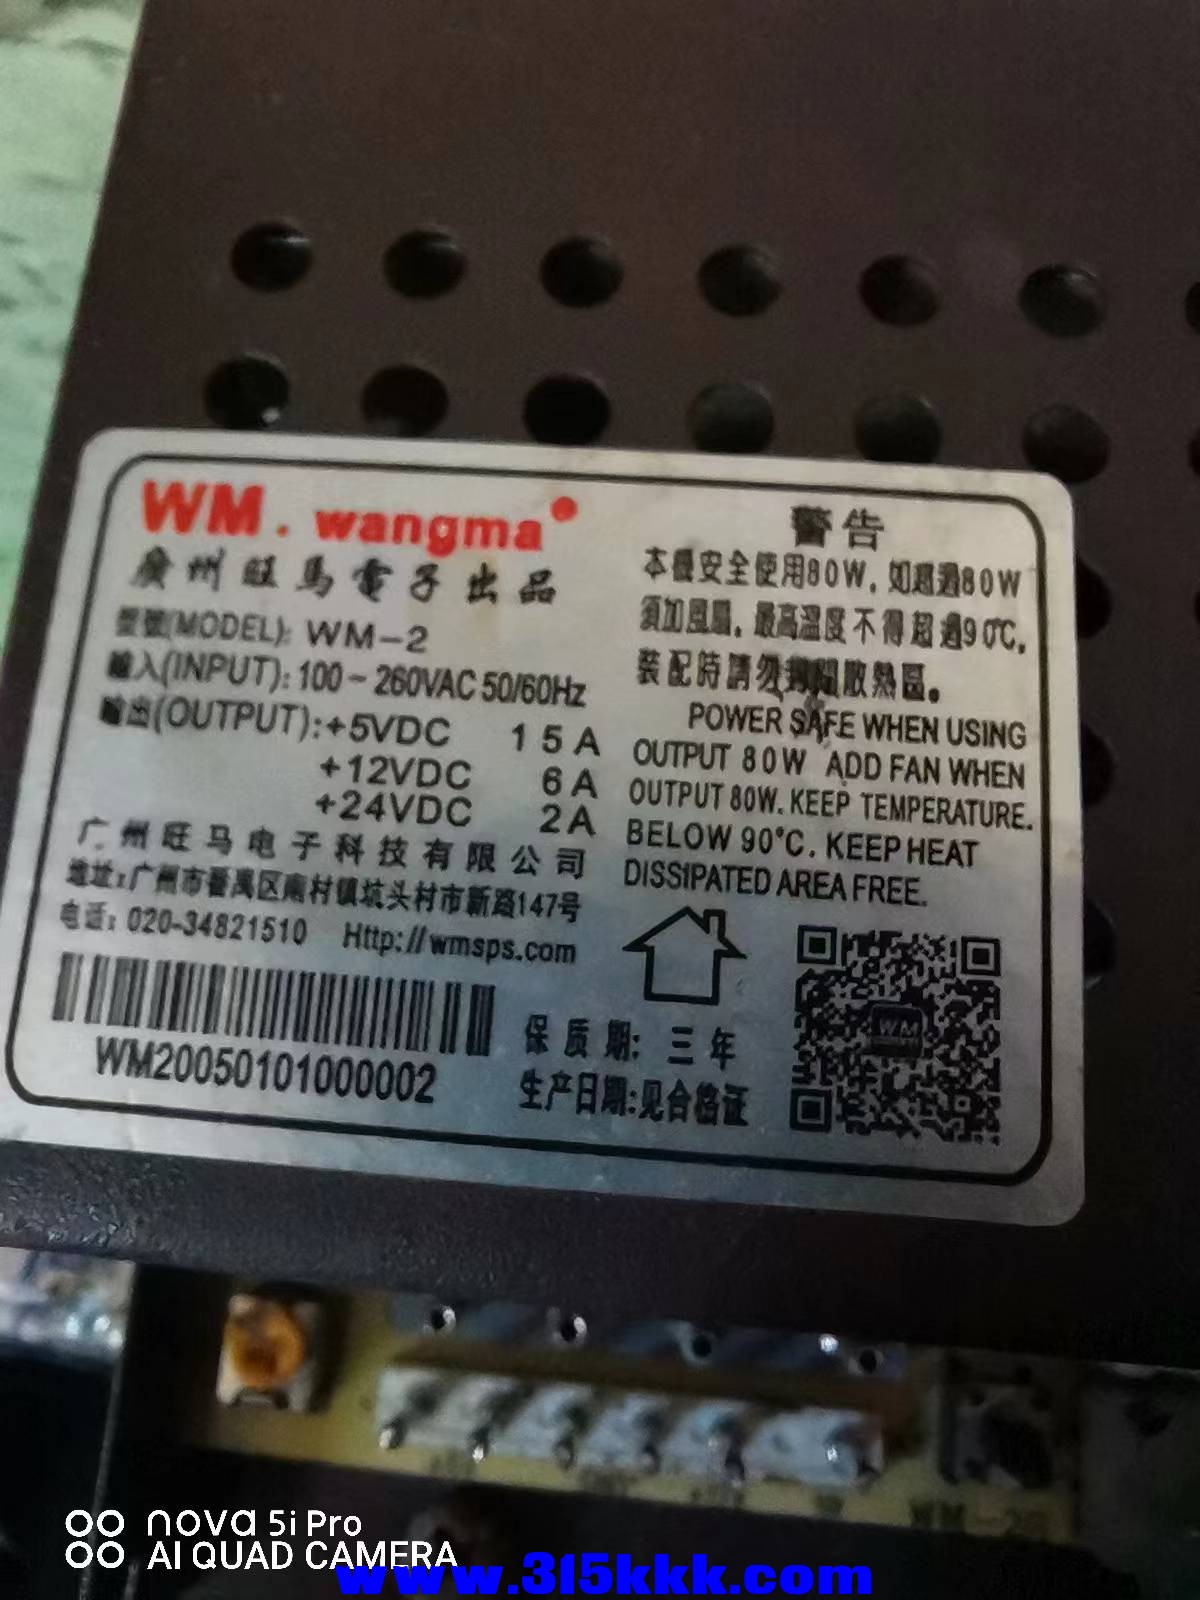 WM. wangma
廣州旺馬電子出品
型號(MODEL): WM-2
輸入(INPUT): 100~260VAC 50/60Hz
輸出(OUTPUT):+5VDC 15A
+12VDC 6A
+24VDC 2A
广州旺马电子科技有限公司
地址:广州市番禺区南村镇坑头村市新路147号
电话: 020-34821510 Http://wmsps.com
WM20050101000002
警告
本機安全使用80W, 如超過80W
須加風扇, 最高溫度不得超過90℃,
裝配時請勿封閉散熱區。
POWER SAFE WHEN USING
OUTPUT 80W ADD FAN WHEN
OUTPUT 80W. KEEP TEMPERATURE.
BELOW 90℃. KEEP HEAT
DISSIPATED AREA FREE.
WM
保质期: 三年
生产日期:见合格证
nova 5i Pro
AI QUAD CAMERA
www.315kkk.com